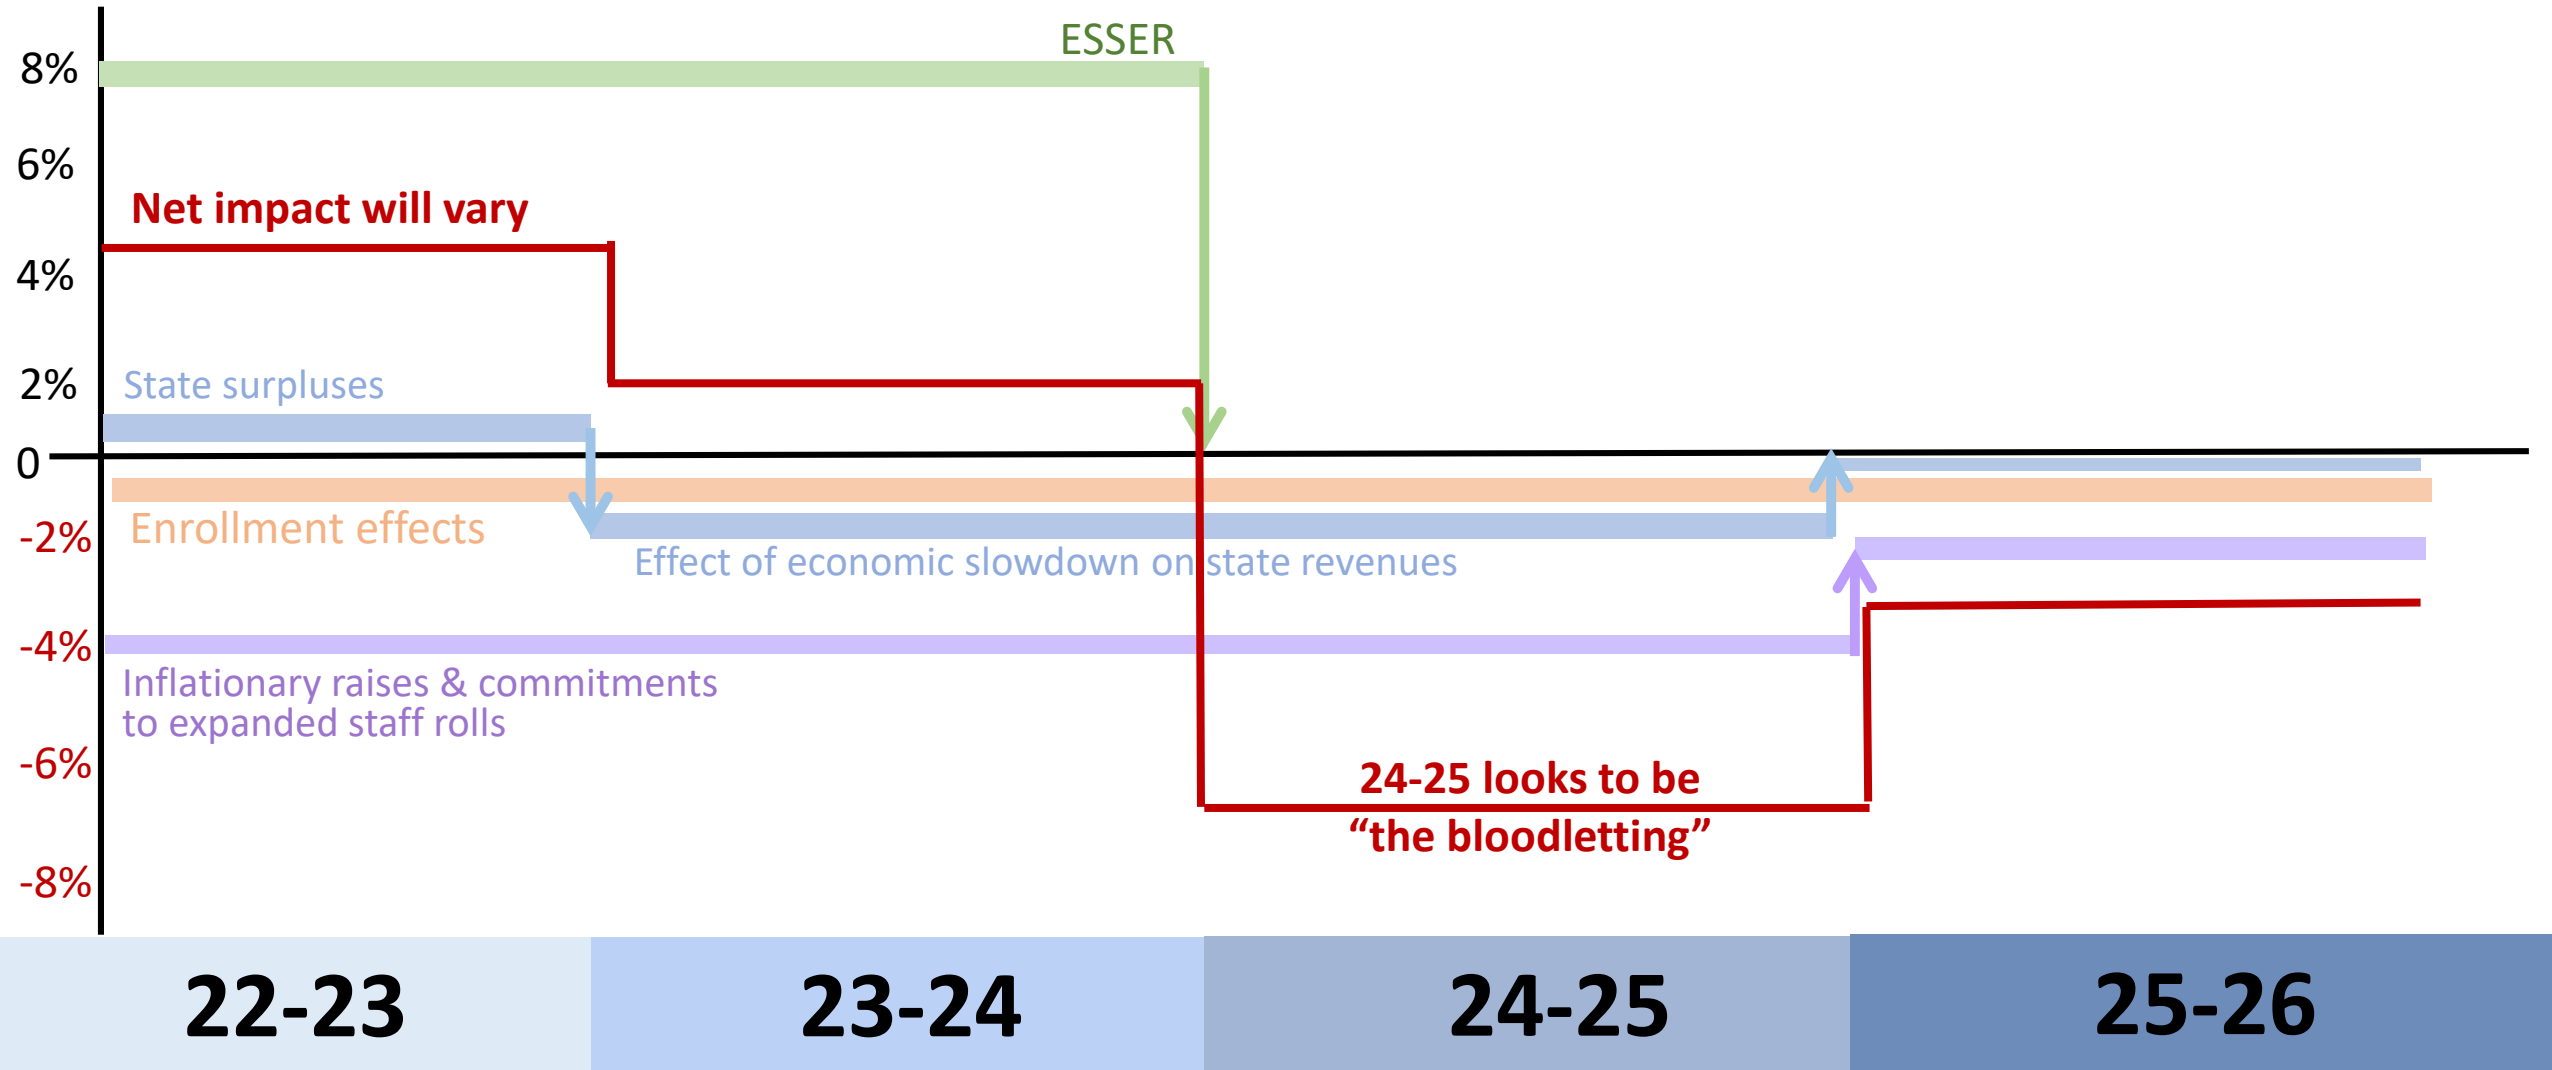 ESSER
8%
6%
Net impact will vary
4%
2%
State surpluses
0
Enrollment effects
-2%
Effect of economic slowdown on state revenues
-4%
Inflationary raises & commitments
to expanded staff rolls
-6%
24-25 looks to be
“the bloodletting”
-8%
22-23
23-24
24-25
25-26